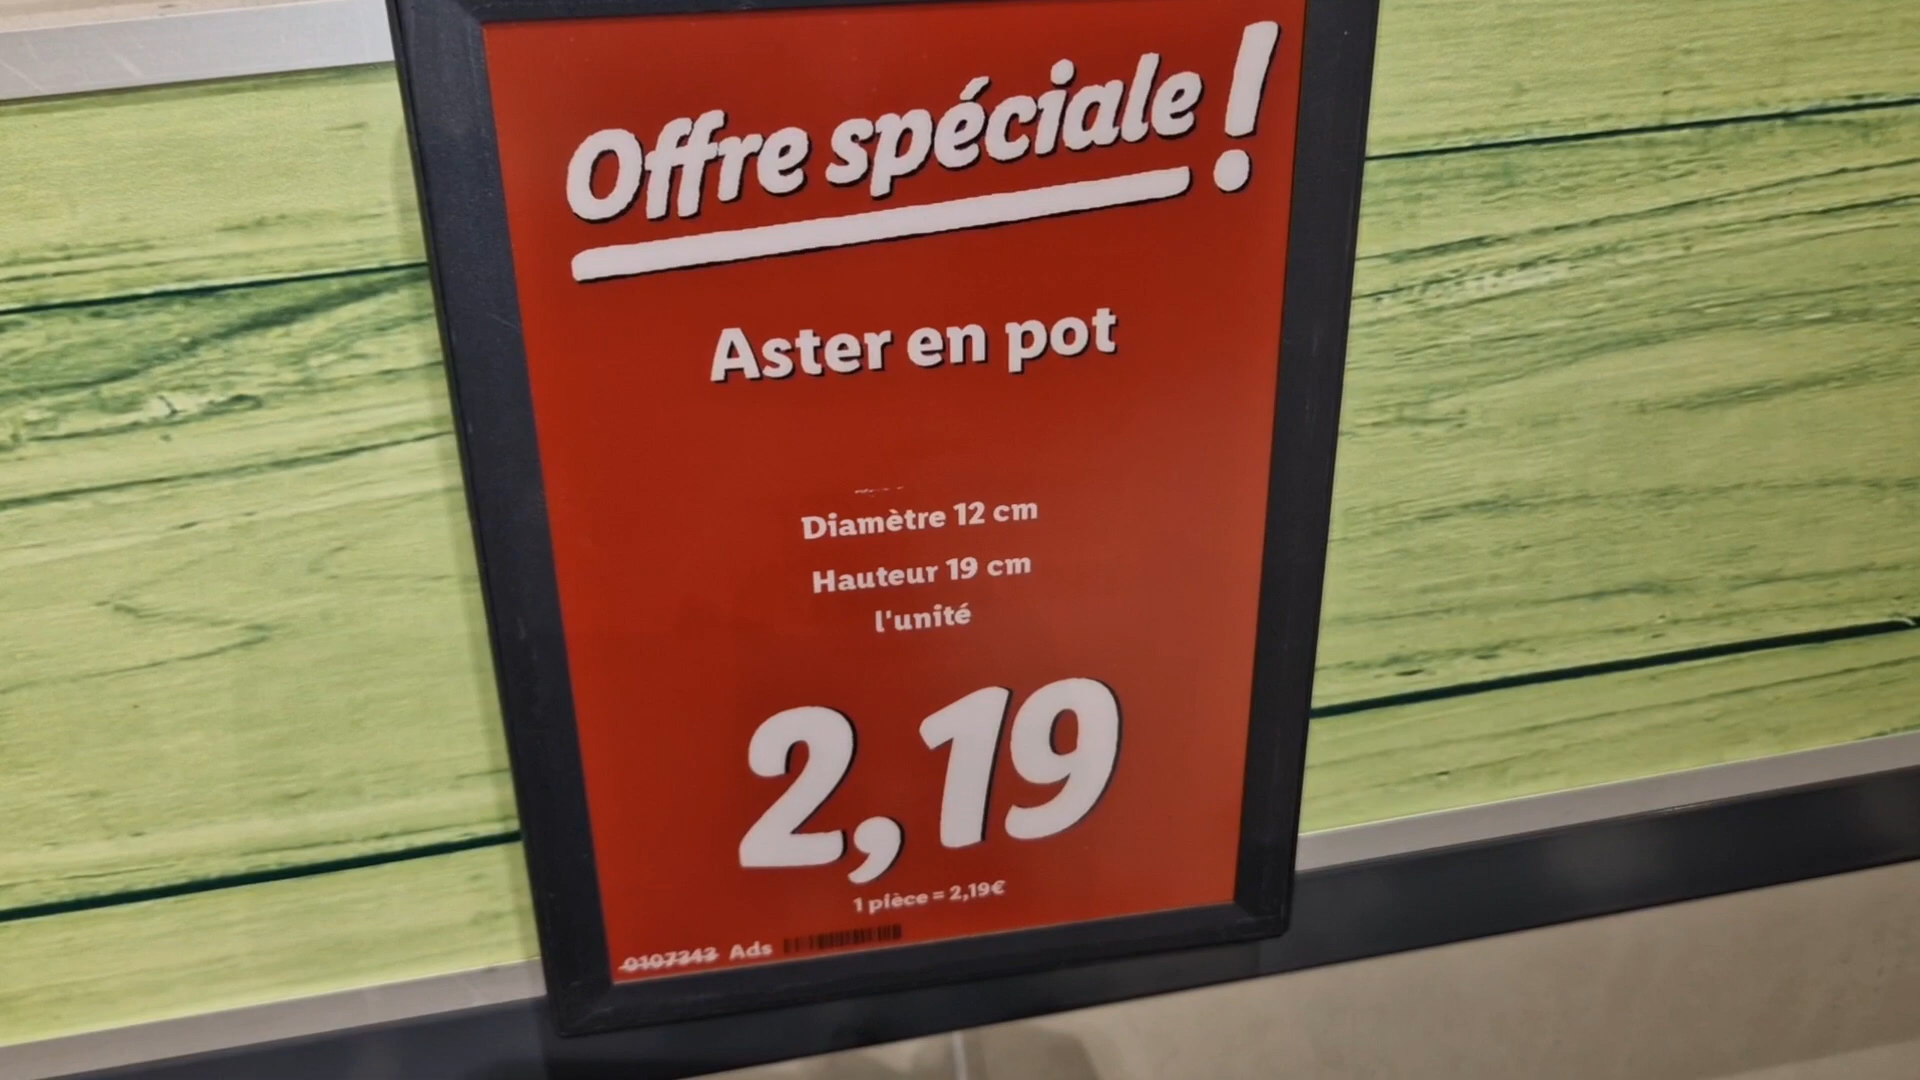 Offre spéciale !
Aster en pot
Diamètre 12 cm
Hauteur 19 cm
l'unité
2,19
1 pièce = 2,19€
0107343 Ads